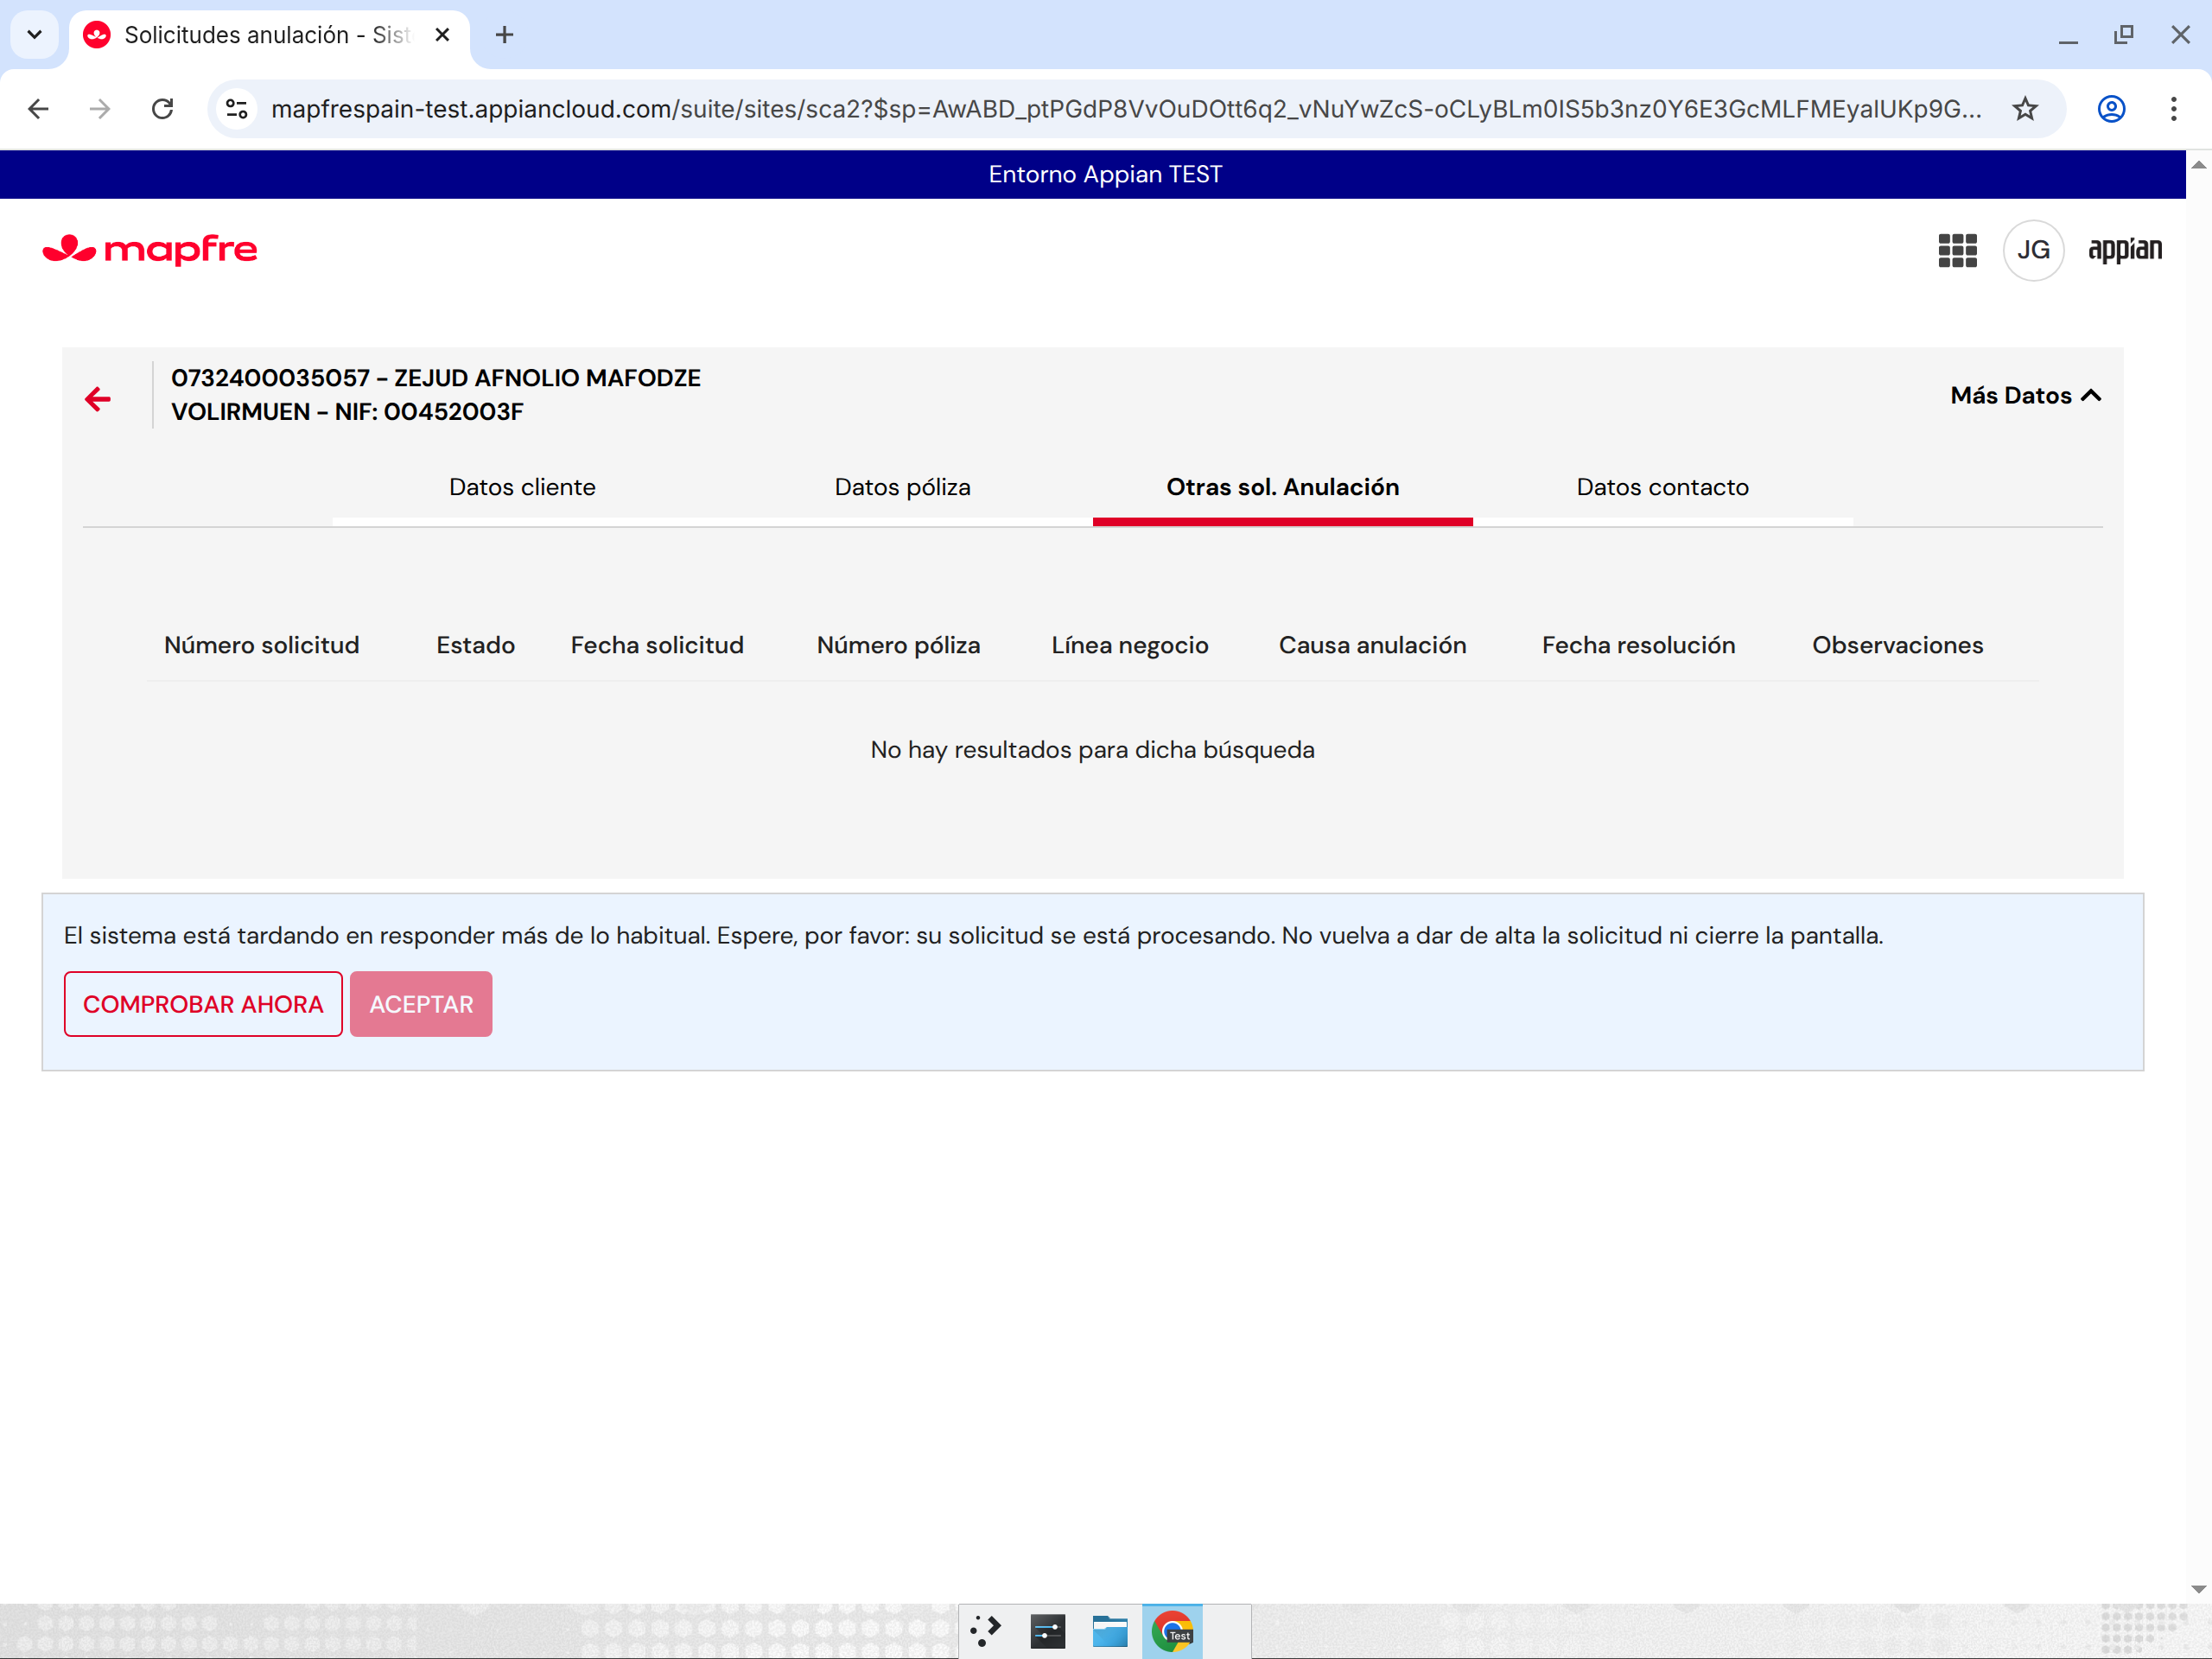 Solicitudes anulación - Sist
mapfrespain-test.appiancloud.com/suite/sites/sca2?$sp=AwABD_ptPGdP8VvOuDOtt6q2_vNuYwZcS-oCLyBLm0IS5b3nz0Y6E3GcMLFMEyalUKp9G...
Entorno Appian TEST
mapfre
JG
appian
0732400035057 - ZEJUD AFNOLIO MAFODZE
VOLIRMUEN - NIF: 00452003F
Más Datos
Datos cliente Datos póliza Otras sol. Anulación Datos contacto
Número solicitud Estado Fecha solicitud Número póliza Línea negocio Causa anulación Fecha resolución Observaciones
No hay resultados para dicha búsqueda
El sistema está tardando en responder más de lo habitual. Espere, por favor: su solicitud se está procesando. No vuelva a dar de alta la solicitud ni cierre la pantalla.
COMPROBAR AHORA ACEPTAR
Test